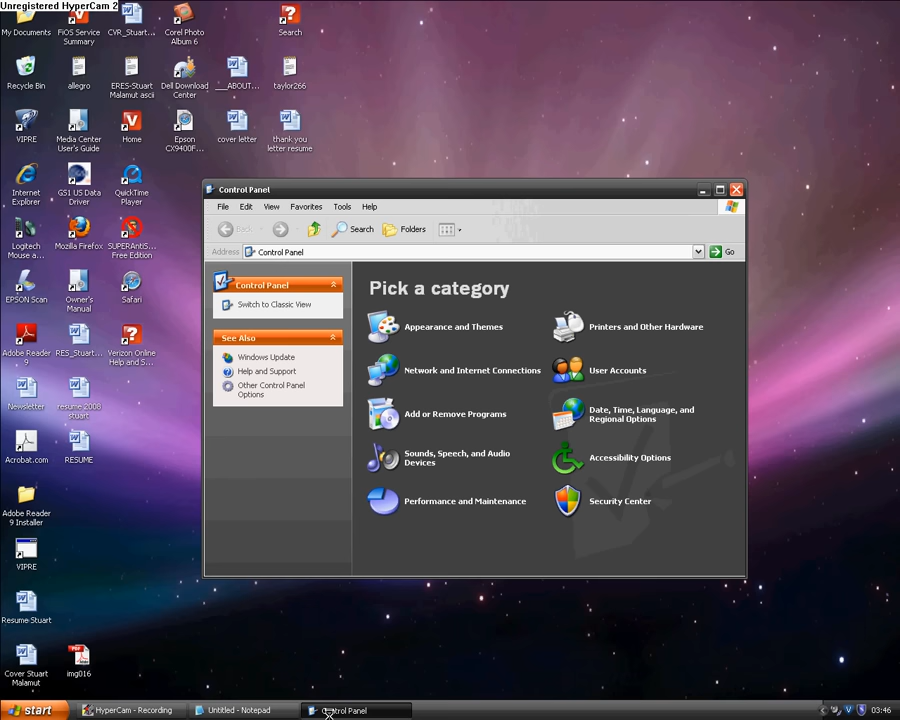 Unregistered HyperCam 2
My Documents
FiOS Service
Summary
CVR_Stuart...
Corel Photo
Album 6
Search
Recycle Bin
allegro
ERES-Stuart
Malamut ascii
Dell Download
Center
___ABOUT...
taylor266
VIPRE
Media Center
User's Guide
Home
Epson
CX9400F...
cover letter
thank you
letter resume
Internet
Explorer
GS1 US Data
Driver
QuickTime
Player
Logitech
Mouse a...
Mozilla Firefox
SUPERAntiS...
Free Edition
EPSON Scan
Owner's
Manual
Safari
Adobe Reader
9
RES_Stuart...
Verizon Online
Help and S...
Newsletter
resume 2008
stuart
Acrobat.com
RESUME
Adobe Reader
9 Installer
VIPRE
Resume Stuart
Cover Stuart
Malamut
img016
Control Panel
File Edit View Favorites Tools Help
Back Search Folders
Address Control Panel Go
Control Panel
Switch to Classic View
See Also
Windows Update
Help and Support
Other Control Panel
Options
Pick a category
Appearance and Themes
Printers and Other Hardware
Network and Internet Connections
User Accounts
Add or Remove Programs
Date, Time, Language, and
Regional Options
Sounds, Speech, and Audio
Devices
Accessibility Options
Performance and Maintenance
Security Center
start HyperCam - Recording Untitled - Notepad Control Panel 03:46